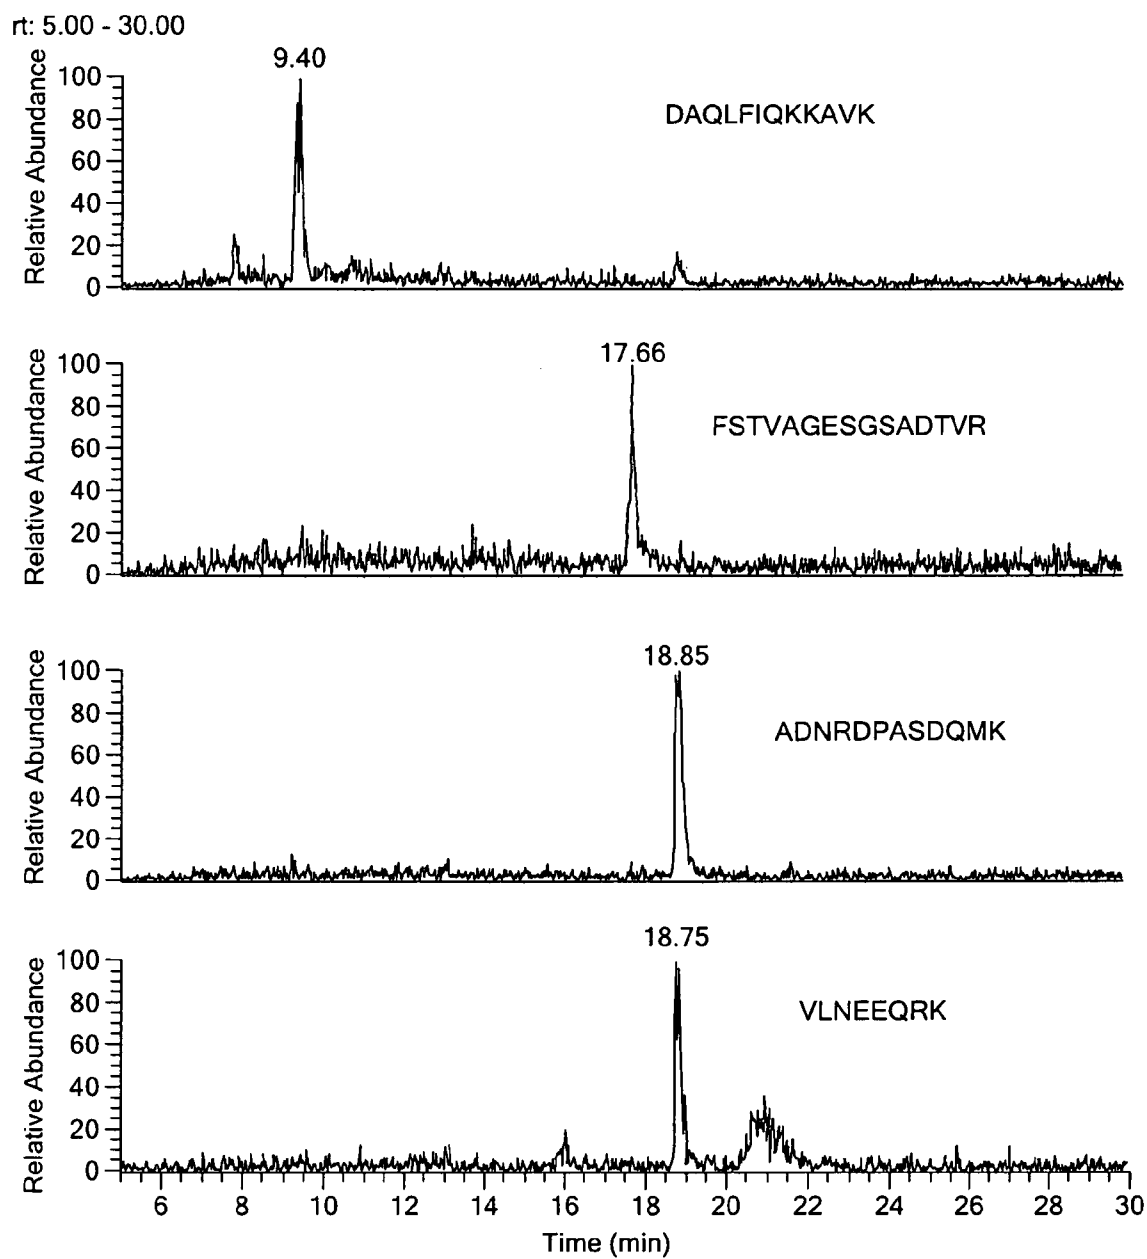 rt: 5.00 - 30.00
9.40
100
80
60
40
20
0
Relative Abundance
DAQLFIQKKAVK
17.66
100
80
60
40
20
0
Relative Abundance
FSTVAGESGSADTVR
18.85
100
80
60
40
20
0
Relative Abundance
ADNRDPASDQMK
18.75
100
80
60
40
20
0
Relative Abundance
VLNEEQRK
6 8 10 12 14 16 18 20 22 24 26 28 30
Time (min)